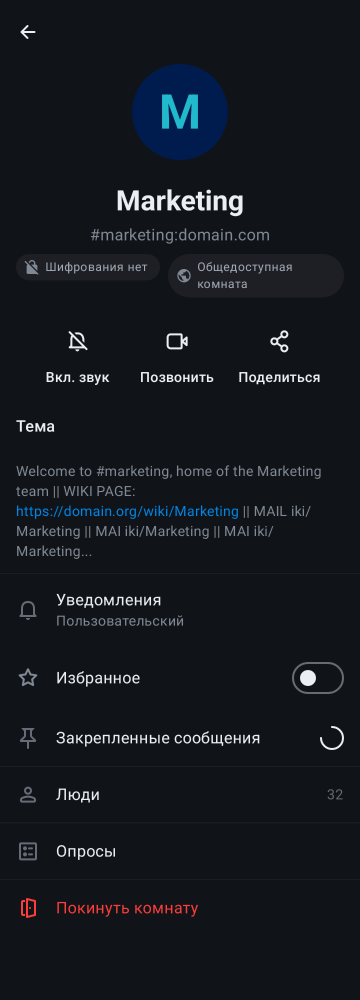 M
Marketing
#marketing:domain.com
Шифрования нет
Общедоступная
комната
Вкл. звук
Позвонить
Поделиться
Тема
Welcome to #marketing, home of the Marketing
team || WIKI PAGE:
https://domain.org/wiki/Marketing || MAIL iki/
Marketing || MAI iki/Marketing || MAI iki/
Marketing...
Уведомления
Пользовательский
Избранное
Закрепленные сообщения
Люди 32
Опросы
Покинуть комнату